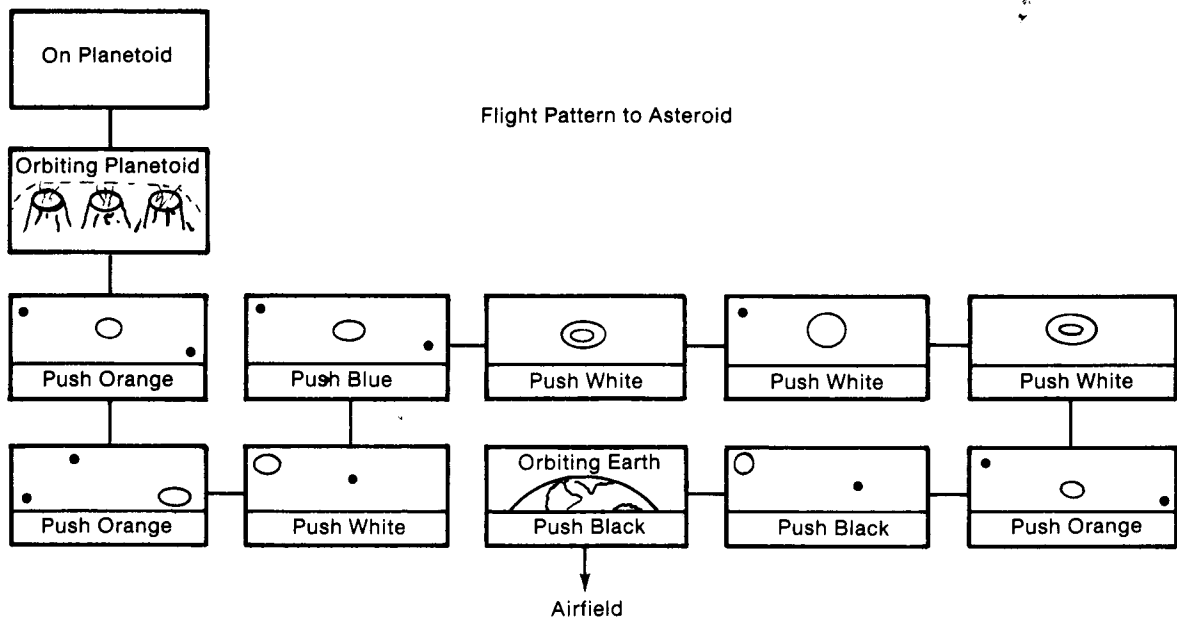 On Planetoid
Flight Pattern to Asteroid
Orbiting Planetoid
Push Orange
Push Blue
Push White
Push White
Push White
Push Orange
Push White
Orbiting Earth
Push Black
Push Black
Push Orange
Airfield